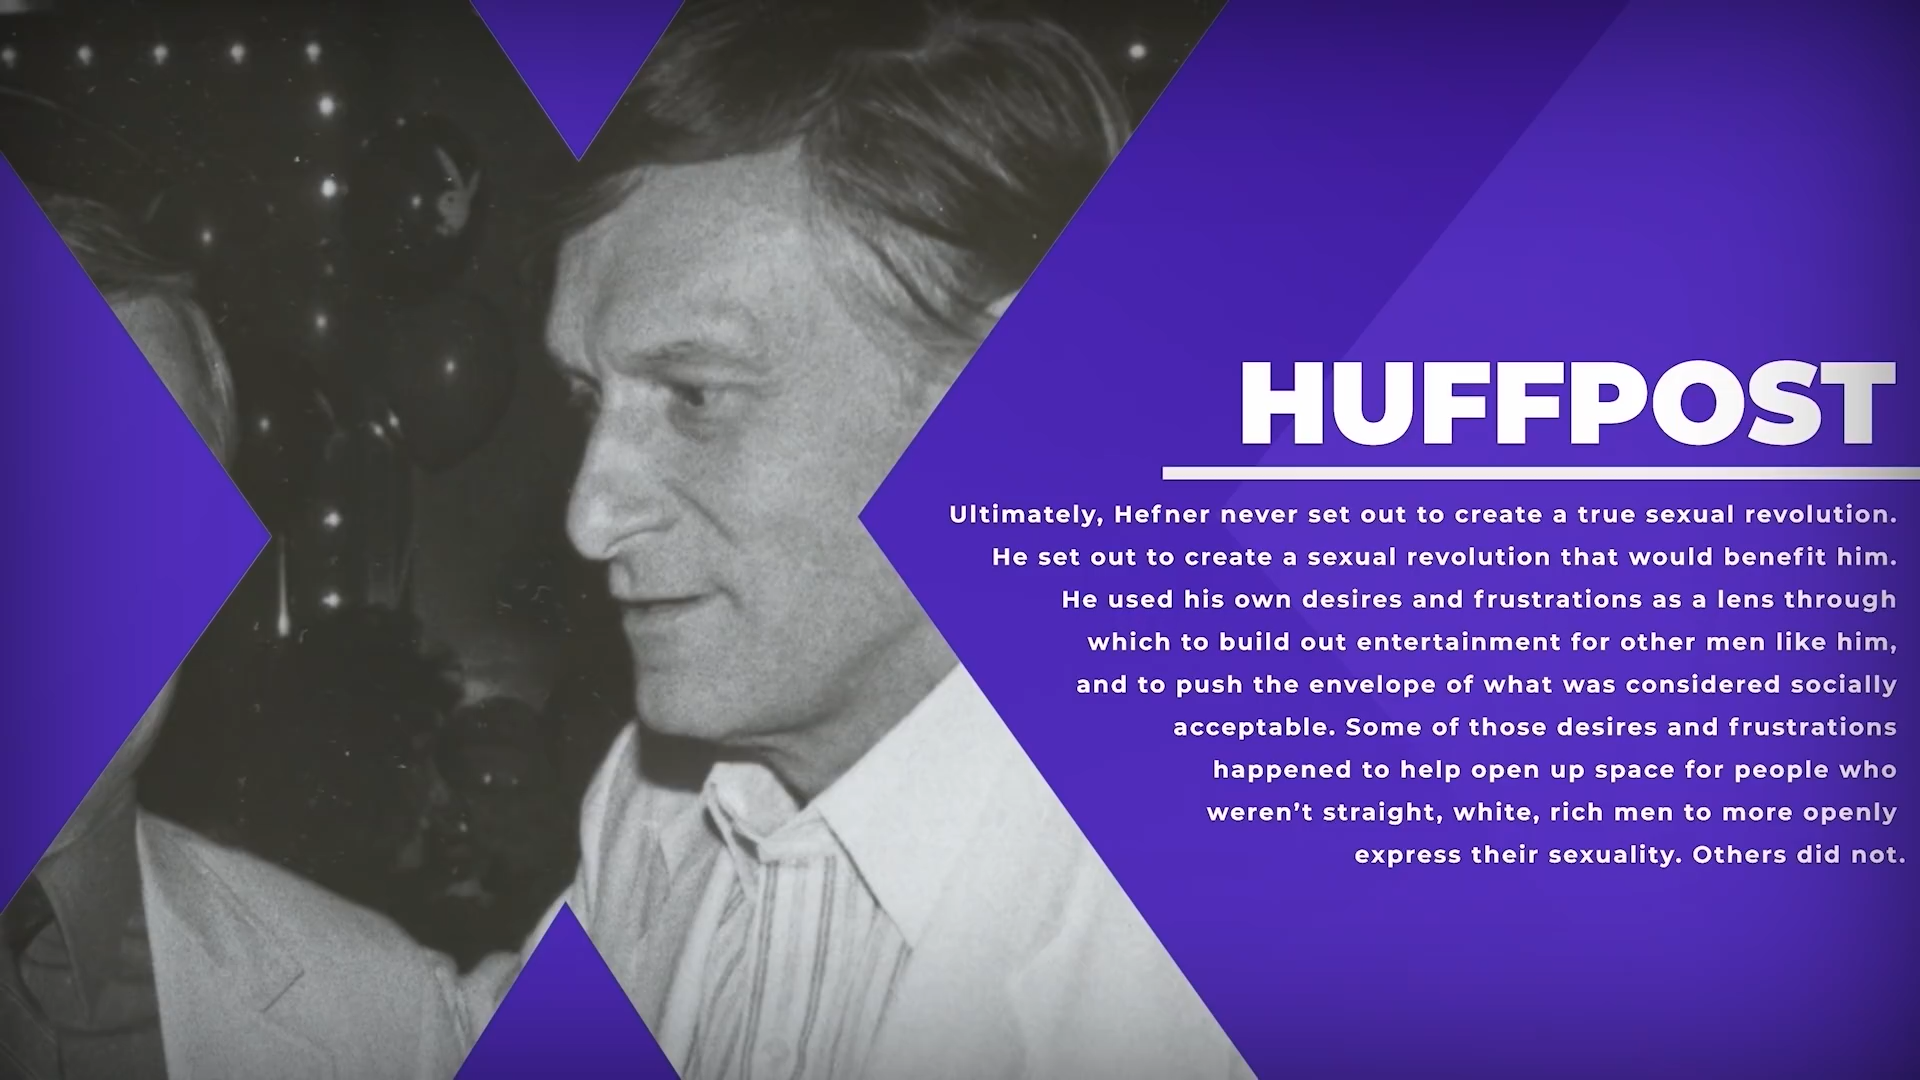 HUFFPOST
Ultimately, Hefner never set out to create a true sexual revolution.
He set out to create a sexual revolution that would benefit him.
He used his own desires and frustrations as a lens through
which to build out entertainment for other men like him,
and to push the envelope of what was considered socially
acceptable. Some of those desires and frustrations
happened to help open up space for people who
weren’t straight, white, rich men to more openly
express their sexuality. Others did not.